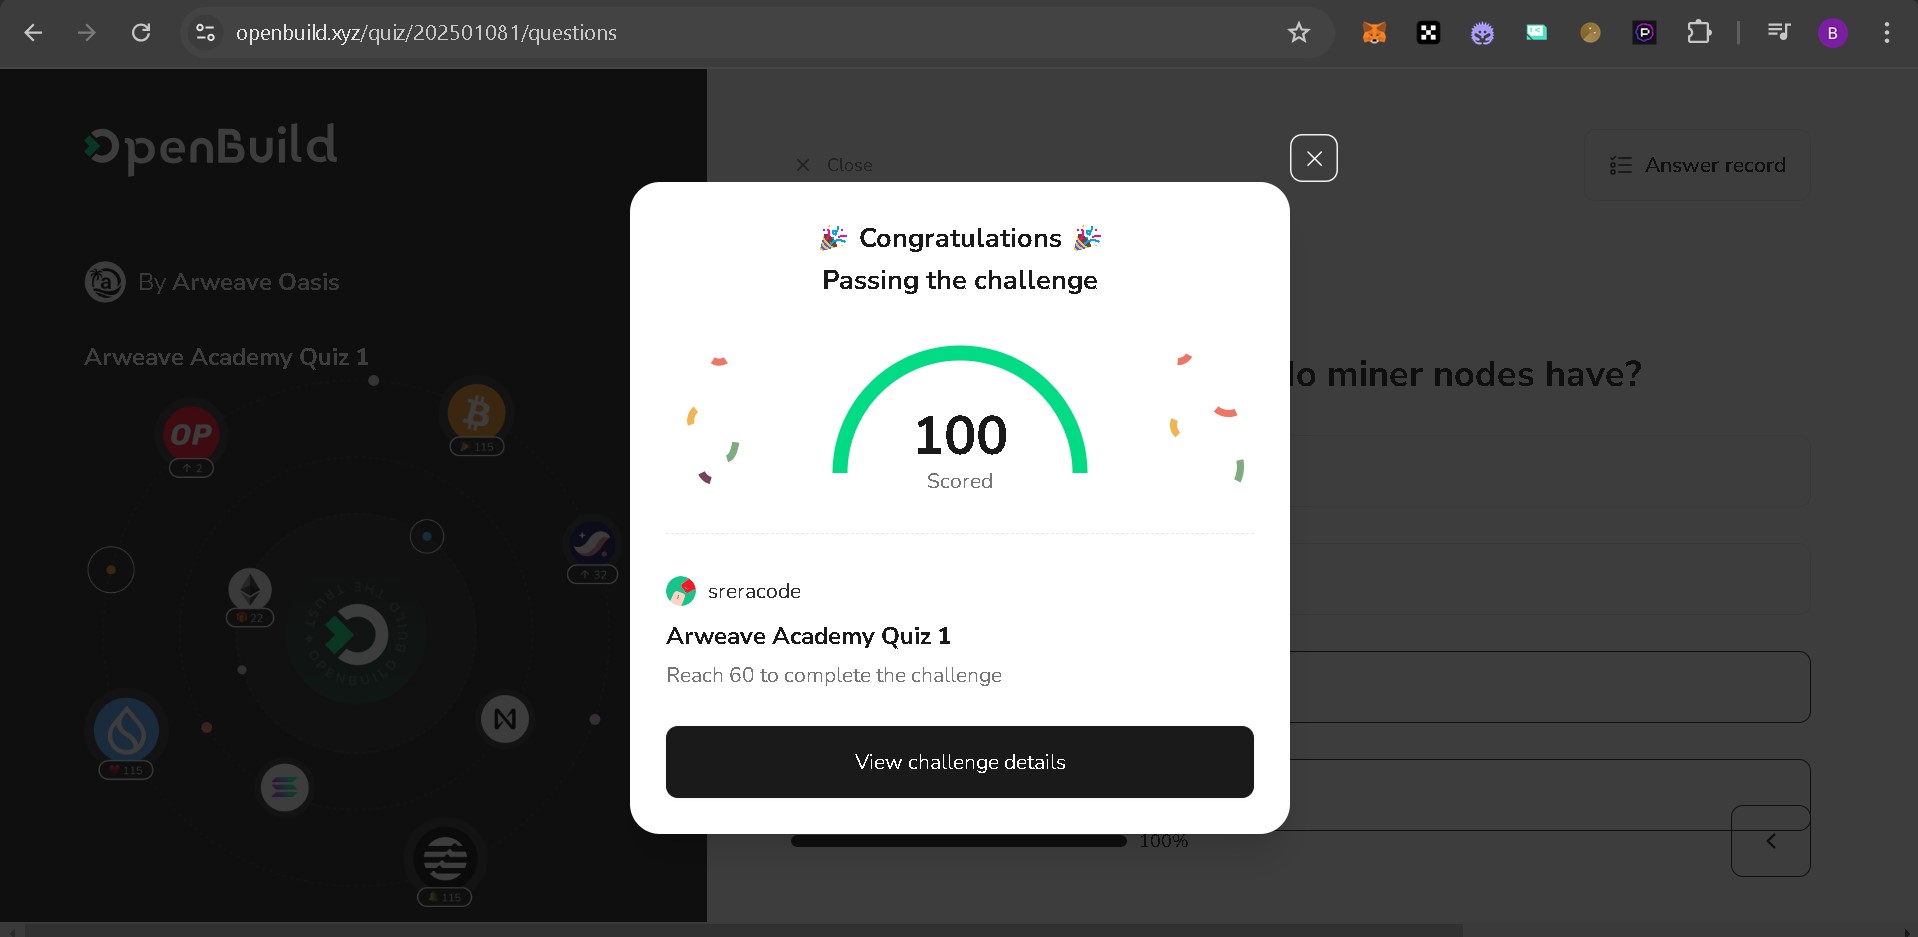 openbuild.xyz/quiz/202501081/questions
B
OpenBuild
Close
Answer record
By Arweave Oasis
Arweave Academy Quiz 1
do miner nodes have?
OP
2
115
32
22
115
115
🎉 Congratulations 🎉
Passing the challenge
100
Scored
sreracode
Arweave Academy Quiz 1
Reach 60 to complete the challenge
View challenge details
100%